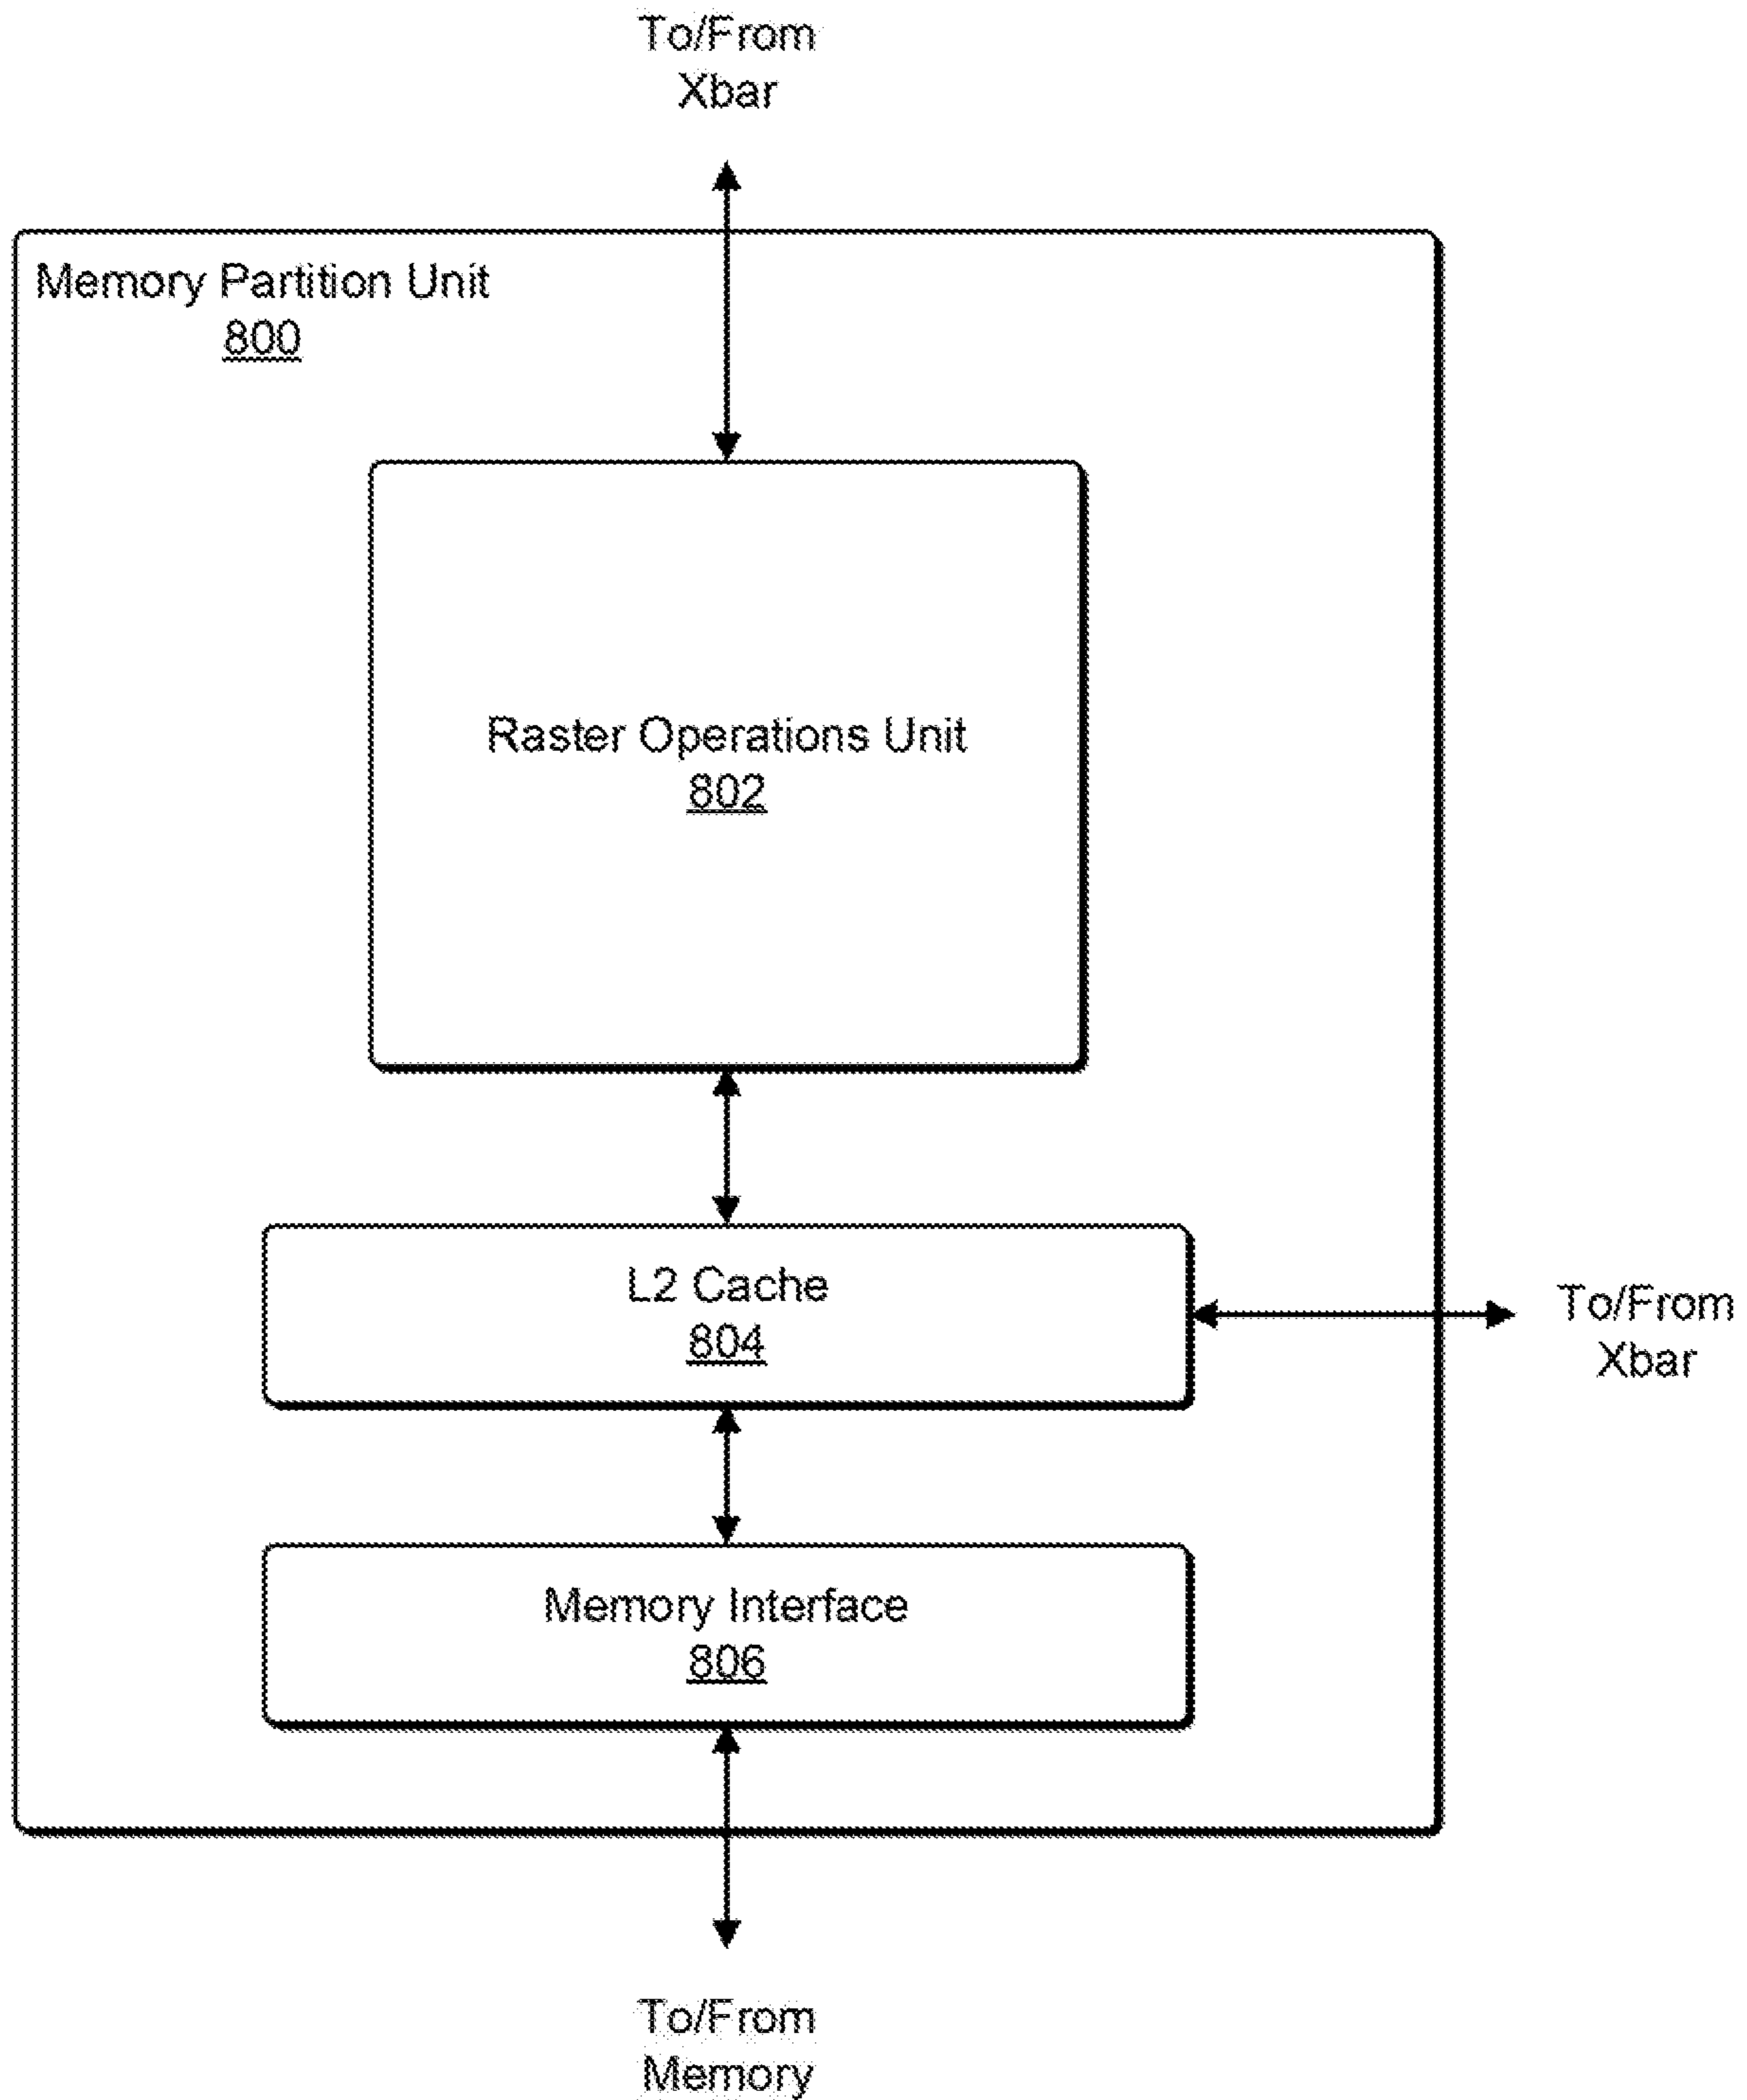 To/From
Xbar
Memory Partition Unit
800
Raster Operations Unit
802
L2 Cache
804
To/From
Xbar
Memory Interface
806
To/From
Memory